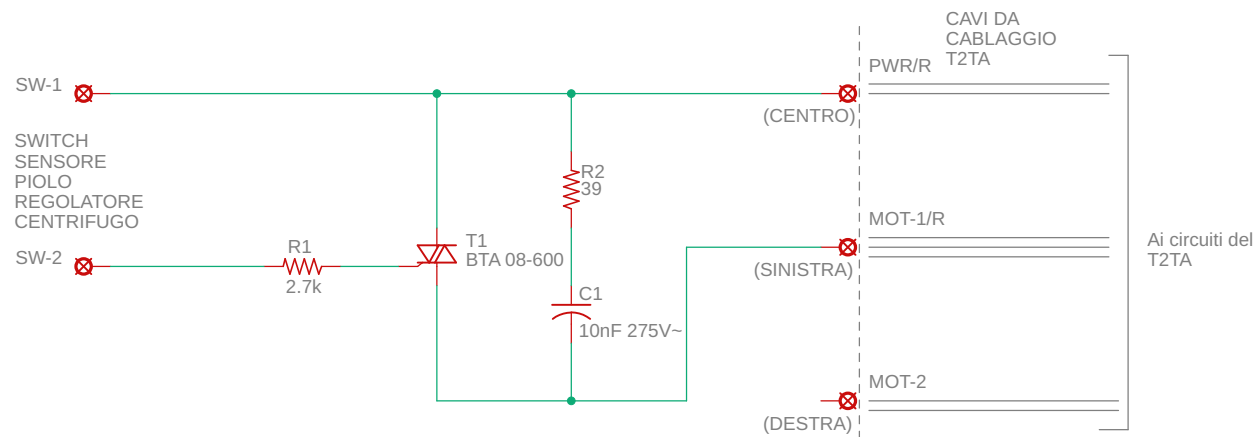 CAVI DA
CABLAGGIO
T2TA
PWR/R
SW-1
(CENTRO)
SWITCH
SENSORE
PIOLO
REGOLATORE
CENTRIFUGO
R2
39
MOT-1/R
SW-2
R1
2.7k
T1
BTA 08-600
(SINISTRA)
Ai circuiti del
T2TA
C1
10nF 275V~
MOT-2
(DESTRA)